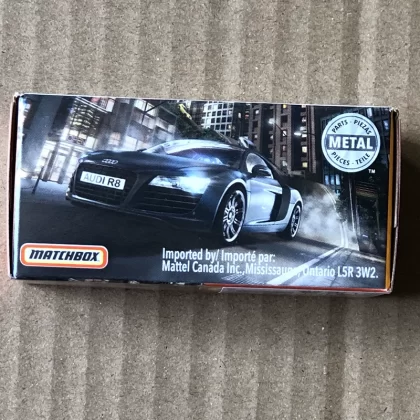 PARTS · PIEZAS
METAL
PIÈCES · TEILE
TM
AUDI R8
MATCHBOX
Imported by/ Importé par:
Mattel Canada Inc., Mississauga, Ontario L5R 3W2.